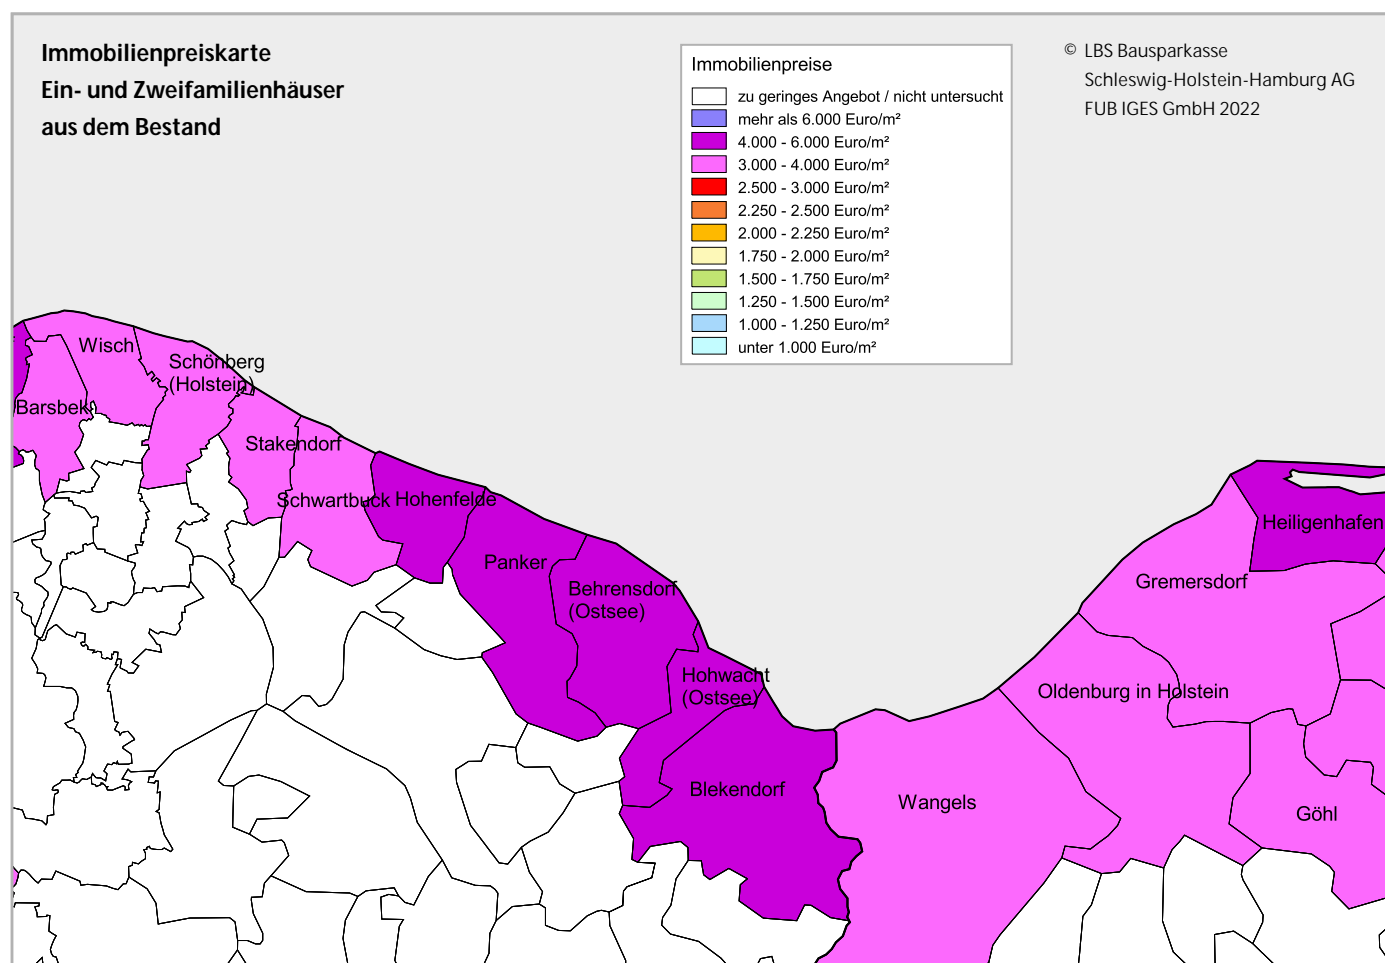 Immobilienpreiskarte
Ein- und Zweifamilienhäuser
aus dem Bestand
Immobilienpreise
zu geringes Angebot / nicht untersucht
mehr als 6.000 Euro/m²
4.000 - 6.000 Euro/m²
3.000 - 4.000 Euro/m²
2.500 - 3.000 Euro/m²
2.250 - 2.500 Euro/m²
2.000 - 2.250 Euro/m²
1.750 - 2.000 Euro/m²
1.500 - 1.750 Euro/m²
1.250 - 1.500 Euro/m²
1.000 - 1.250 Euro/m²
unter 1.000 Euro/m²
© LBS Bausparkasse
Schleswig-Holstein-Hamburg AG
FUB IGES GmbH 2022
Wisch
Schönberg
(Holstein)
Barsbek
Stakendorf
Schwartbuck
Hohenfelde
Panker
Behrensdorf
(Ostsee)
Hohwacht
(Ostsee)
Blekendorf
Wangels
Oldenburg in Holstein
Gremersdorf
Heiligenhafen
Göhl